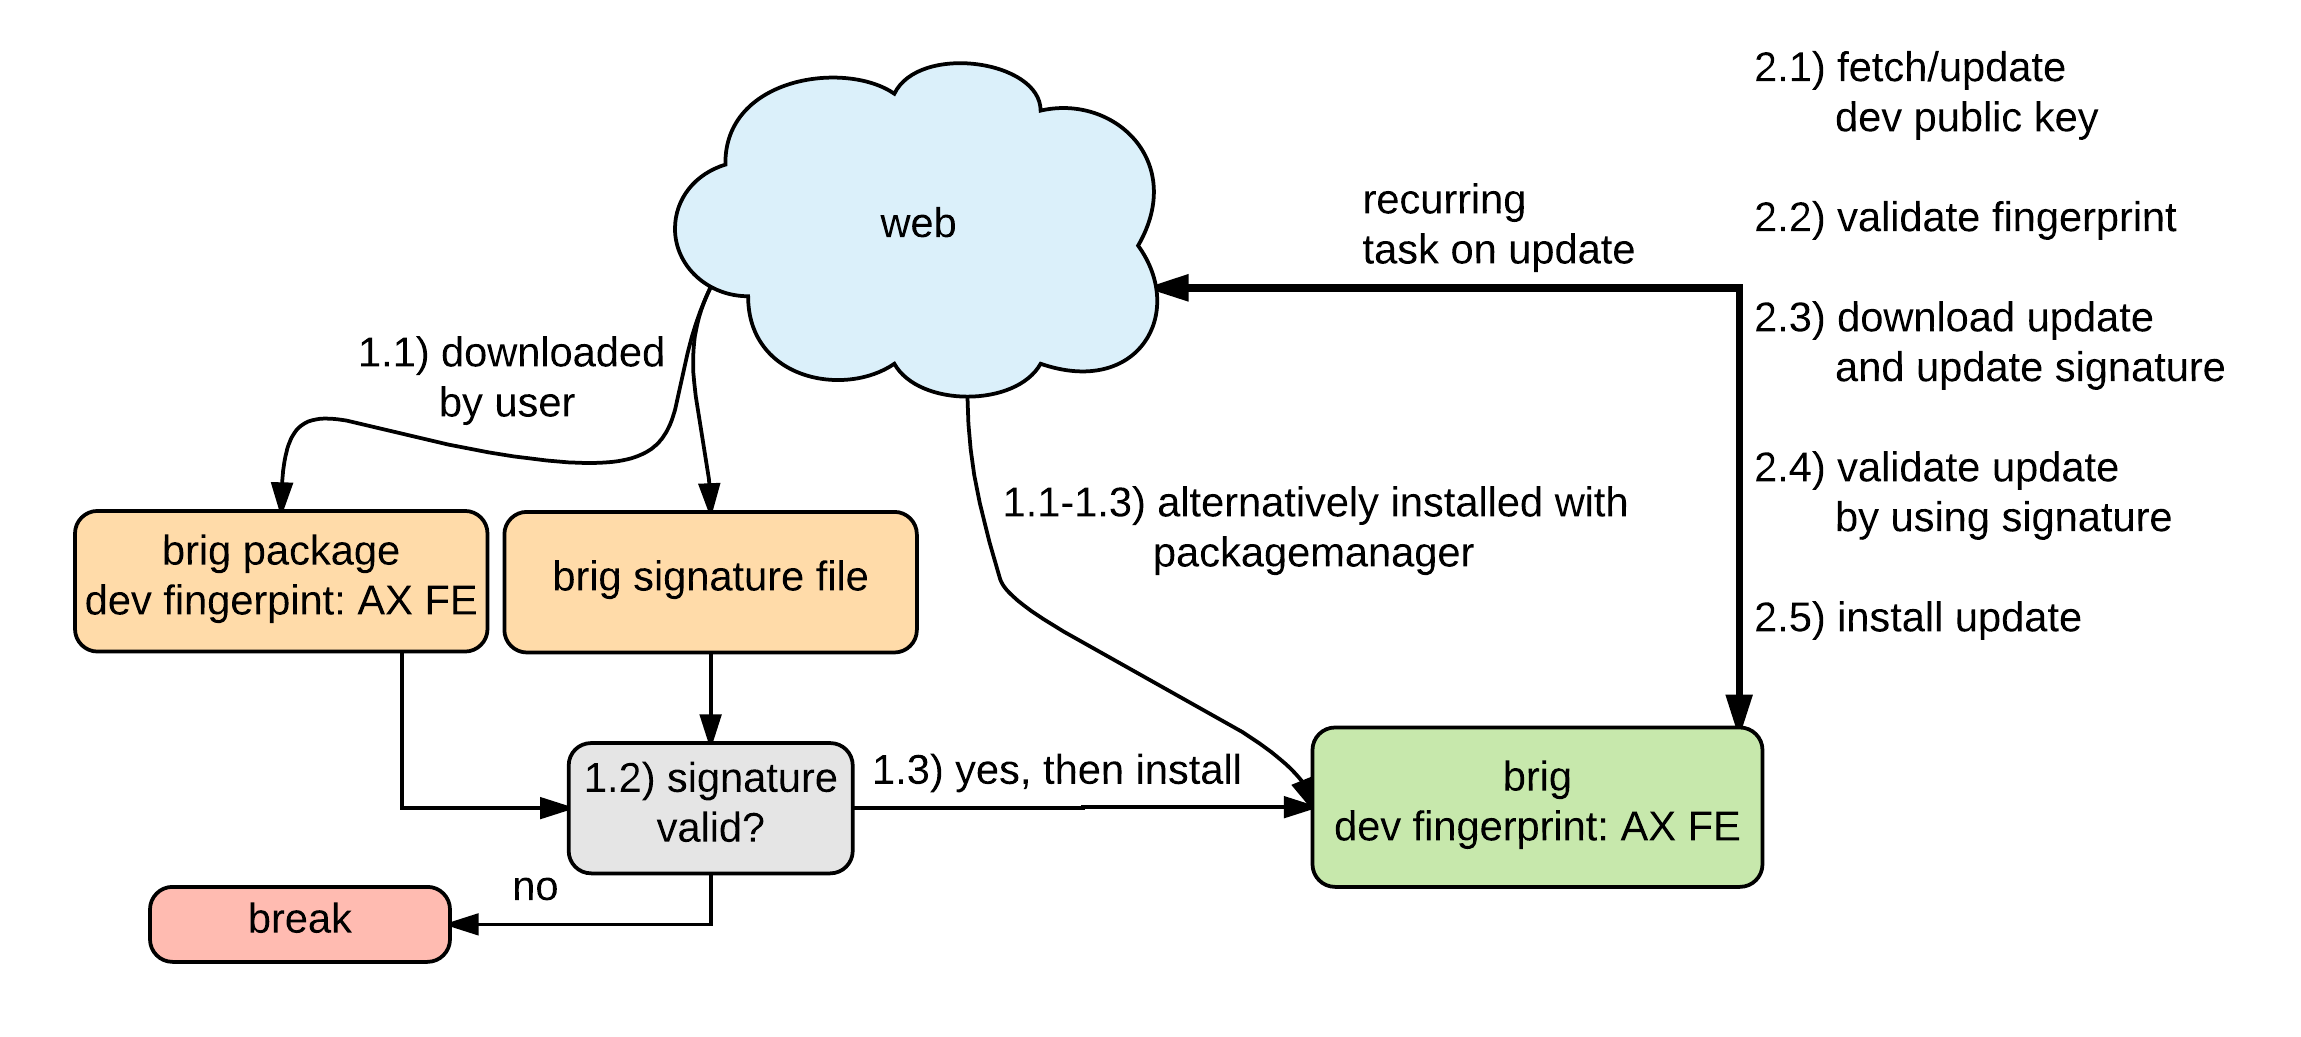 web
1.1) downloaded
by user
brig package
dev fingerpint: AX FE
brig signature file
1.2) signature
valid?
no
break
1.3) yes, then install
1.1-1.3) alternatively installed with
packagemanager
brig
dev fingerprint: AX FE
recurring
task on update
2.1) fetch/update
dev public key
2.2) validate fingerprint
2.3) download update
and update signature
2.4) validate update
by using signature
2.5) install update